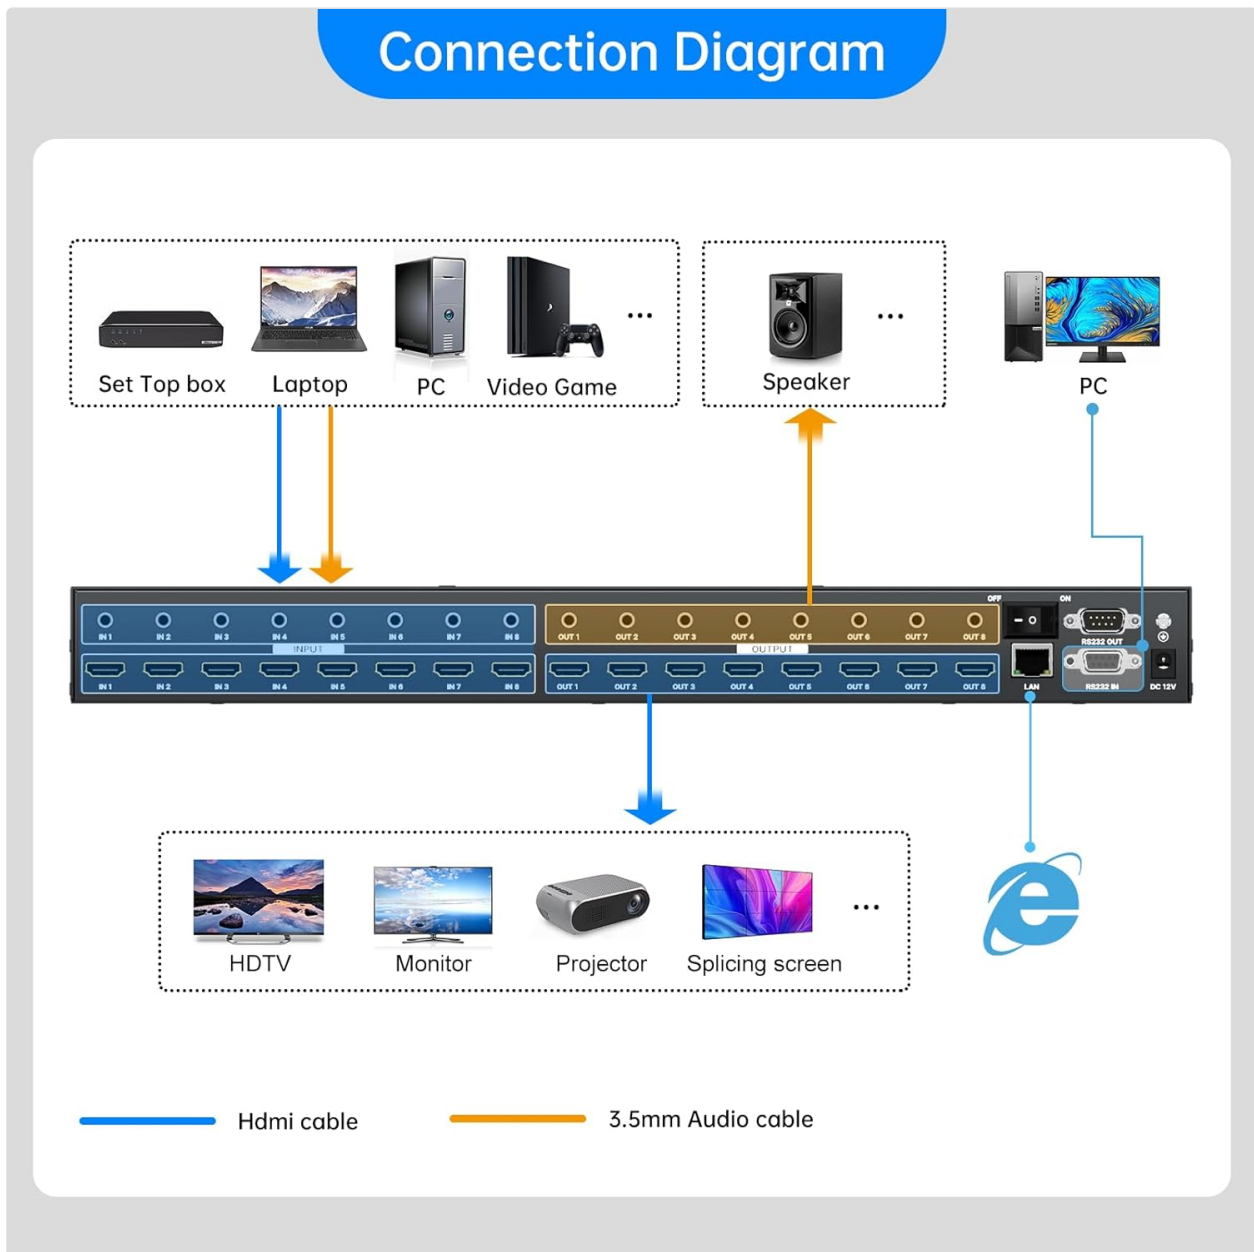 Connection Diagram
Set Top box
Laptop
PC
Video Game
...
Speaker
...
PC
IN 1 IN 2 IN 3 IN 4 IN 5 IN 6 IN 7 IN 8
OUT 1 OUT 2 OUT 3 OUT 4 OUT 5 OUT 6 OUT 7 OUT 8
OFF
ON
RS232 OUT
INPUT
OUTPUT
IN 1 IN 2 IN 3 IN 4 IN 5 IN 6 IN 7 IN 8
OUT 1 OUT 2 OUT 3 OUT 4 OUT 5 OUT 6 OUT 7 OUT 8
LAN
RS232 IN
DC 12V
HDTV
Monitor
Projector
Splicing screen
...
Hdmi cable
3.5mm Audio cable